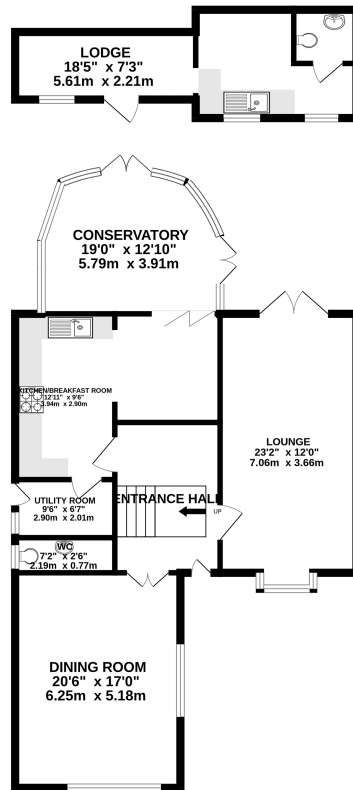 LODGE
18'5" x 7'3"
5.61m x 2.21m
CONSERVATORY
19'0" x 12'10"
5.79m x 3.91m
KITCHEN/BREAKFAST ROOM
12'11" x 9'6"
3.94m x 2.90m
LOUNGE
23'2" x 12'0"
7.06m x 3.66m
UTILITY ROOM
9'6" x 6'7"
2.90m x 2.01m
ENTRANCE HALL
UP
WC
7'2" x 2'6"
2.19m x 0.77m
DINING ROOM
20'6" x 17'0"
6.25m x 5.18m